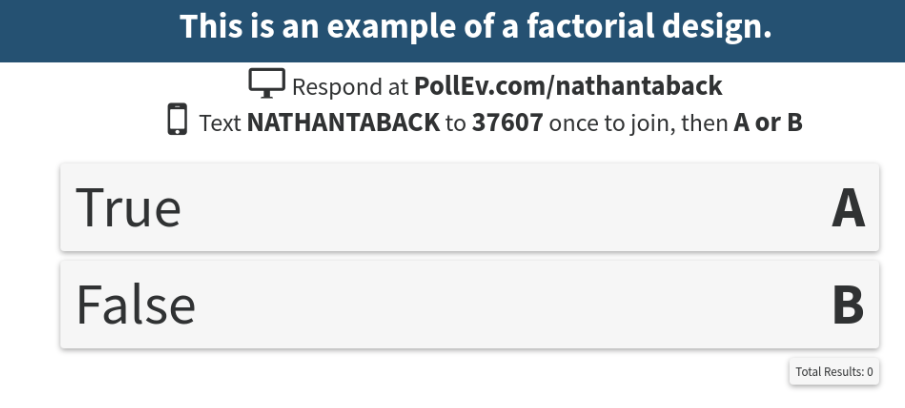 This is an example of a factorial design.
Respond at PollEv.com/nathantaback
Text NATHANTABACK to 37607 once to join, then A or B
True A
False B
Total Results: 0